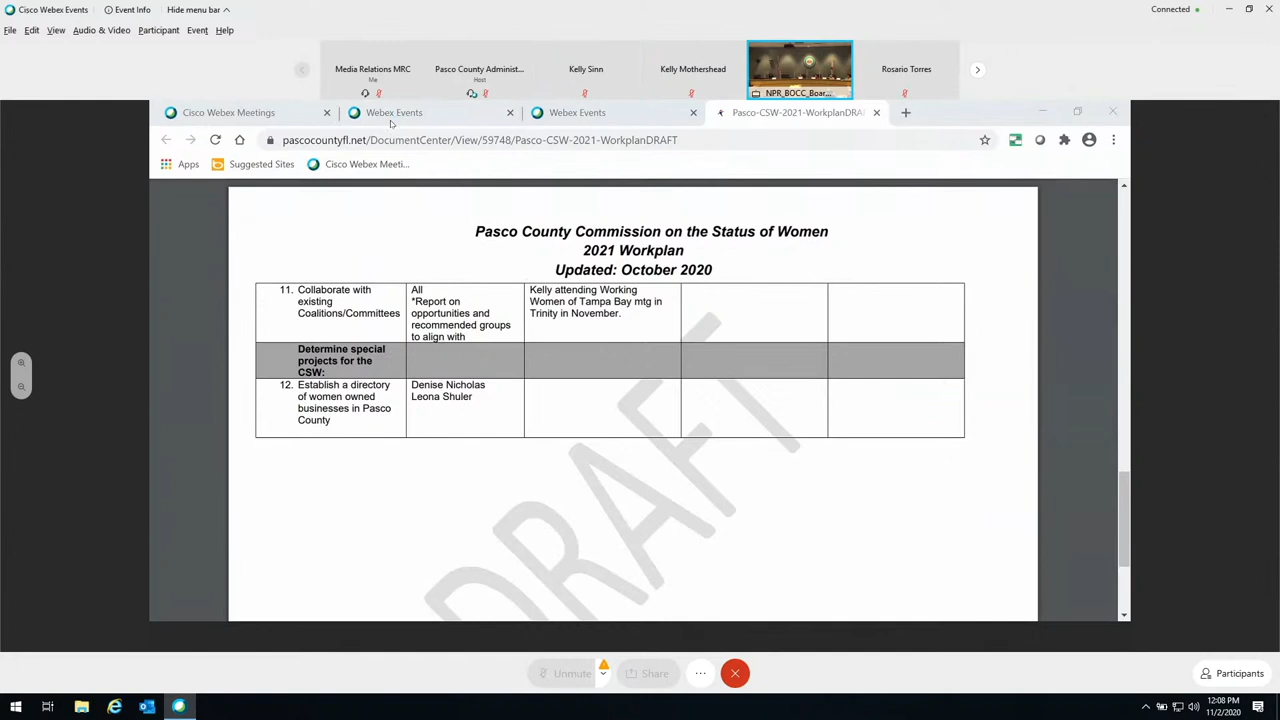 Cisco Webex Events
Event Info
Hide menu bar
Connected
File
Edit
View
Audio & Video
Participant
Event
Help
Media Relations MRC
Me
Pasco County Administ...
Host
Kelly Sinn
Kelly Mothershead
NPR_BOCC_Boar...
Rosario Torres
Cisco Webex Meetings
Webex Events
Webex Events
Pasco-CSW-2021-WorkplanDRAF
pascocountyfl.net/DocumentCenter/View/59748/Pasco-CSW-2021-WorkplanDRAFT
Apps
Suggested Sites
Cisco Webex Meeti...
Pasco County Commission on the Status of Women
2021 Workplan
Updated: October 2020
11. Collaborate with
existing
Coalitions/Committees
All
*Report on
opportunities and
recommended groups
to align with
Kelly attending Working
Women of Tampa Bay mtg in
Trinity in November.
Determine special
projects for the
CSW:
12. Establish a directory
of women owned
businesses in Pasco
County
Denise Nicholas
Leona Shuler
DRAFT
Unmute
Share
Participants
12:08 PM
11/2/2020